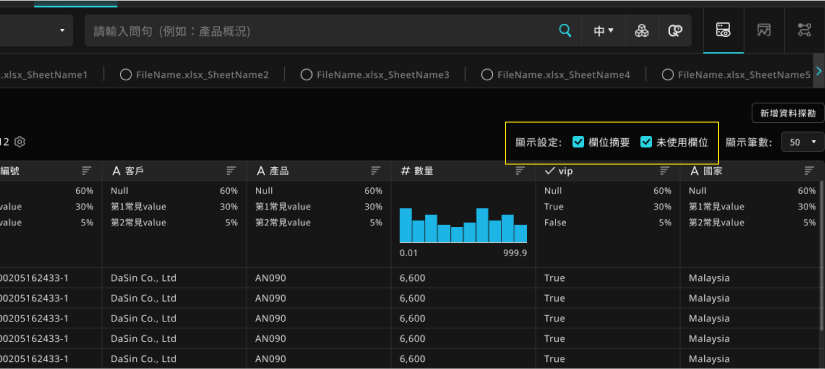 請輸入問句 (例如：產品概況) 中
.xlsx_SheetName1 FileName.xlsx_SheetName2 FileName.xlsx_SheetName3 FileName.xlsx_SheetName4 FileName.xlsx_SheetName5
新增資料探勘
12 顯示設定: 欄位摘要 未使用欄位 顯示筆數: 50
編號 A 客戶 A 產品 # 數量 vip A 國家
60% Null 60% Null 60% Null 60% Null 60%
value 30% 第1常見value 30% 第1常見value 30% True 30% 第1常見value 30%
value 5% 第2常見value 5% 第2常見value 5% False 5% 第2常見value 5%
0.01 999.9
00205162433-1 DaSin Co., Ltd AN090 6,600 True Malaysia
00205162433-1 DaSin Co., Ltd AN090 6,600 True Malaysia
00205162433-1 DaSin Co., Ltd AN090 6,600 True Malaysia
00205162433-1 DaSin Co., Ltd AN090 6,600 True Malaysia
00205162433-1 DaSin Co., Ltd AN090 6,600 True Malaysia